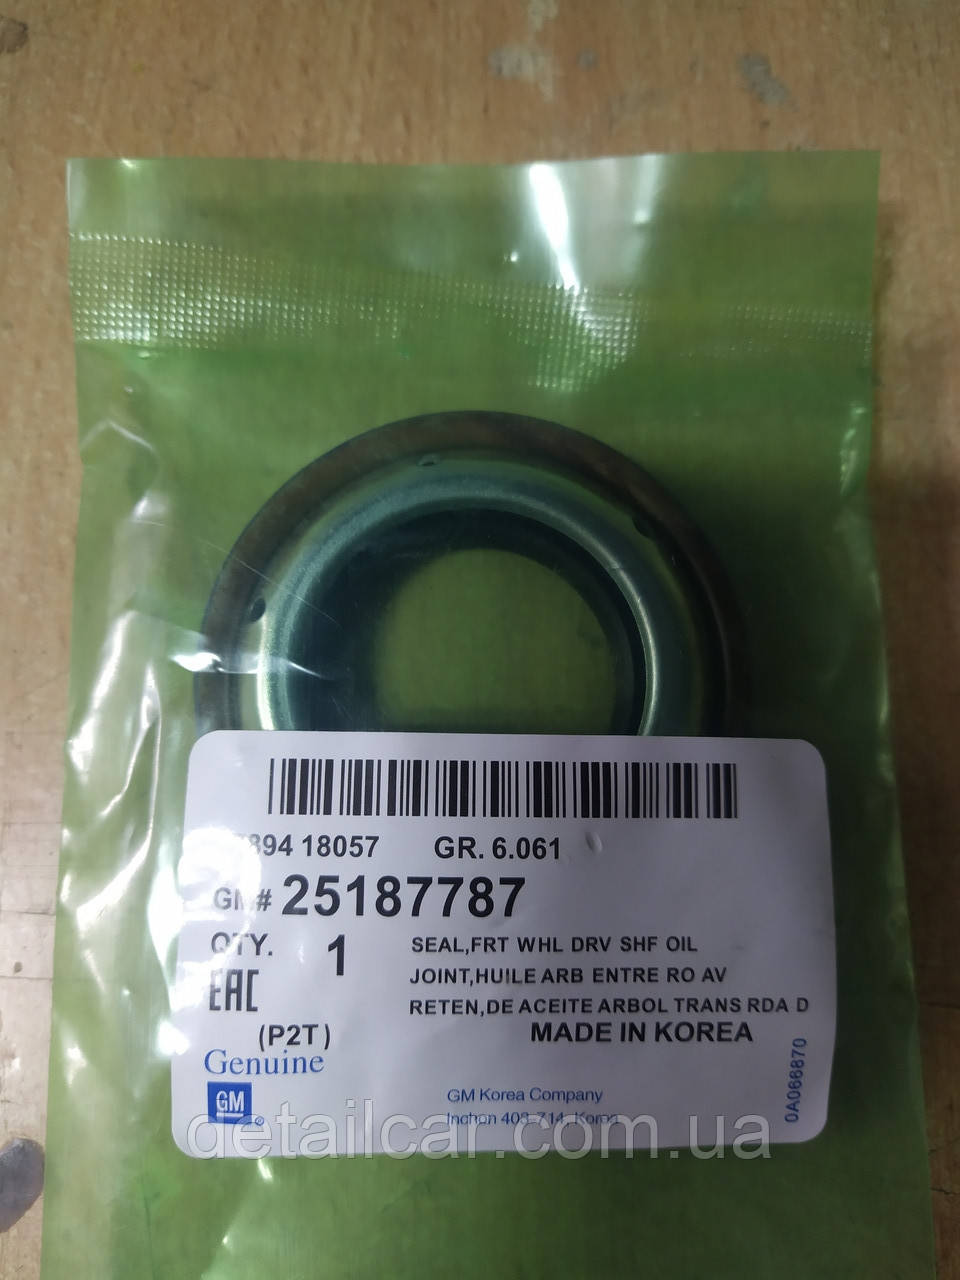 18057 GR. 6.061
GM# 25187787
QTY. 1
SEAL,FRT WHL DRV SHF OIL
JOINT,HUILE ARB ENTRE RO AV
RETEN,DE ACEITE ARBOL TRANS RDA D
EAC
(P2T)
MADE IN KOREA
Genuine
GM
GM Korea Company
Inchon 403-714, Korea
0A066870
detailcar.com.ua